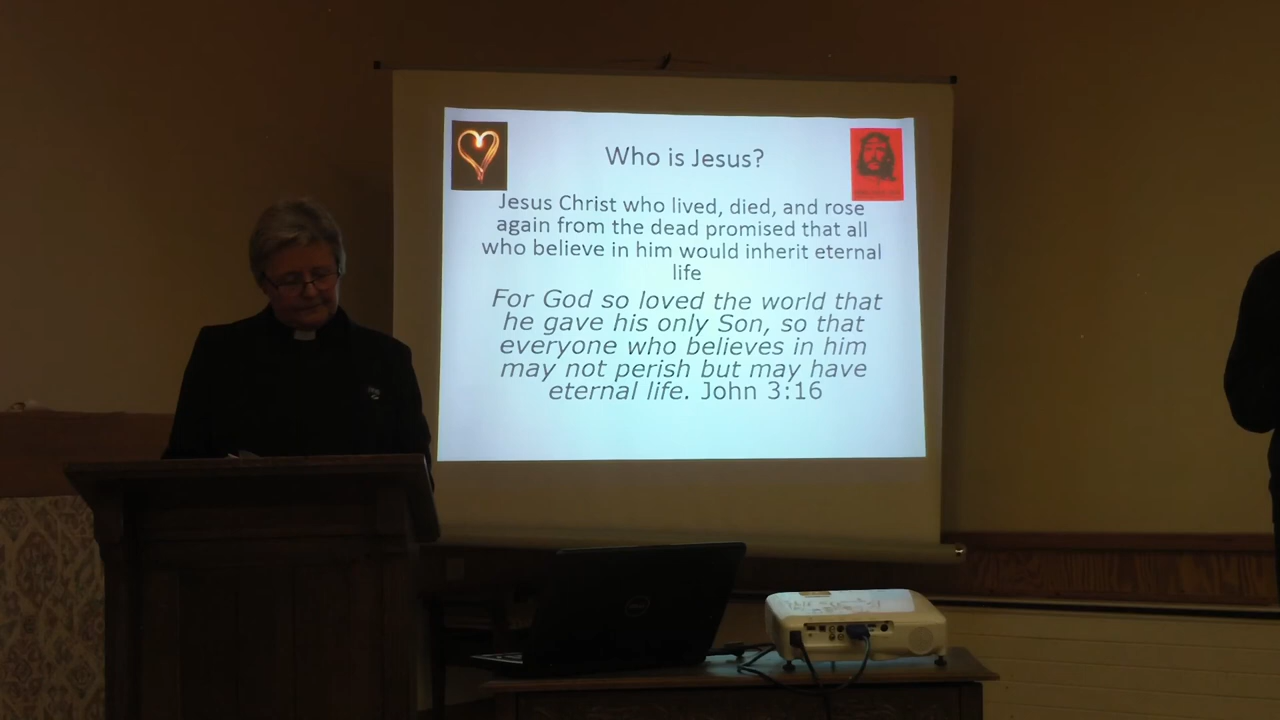 Who is Jesus?
Jesus Christ who lived, died, and rose
again from the dead promised that all
who believe in him would inherit eternal
life
For God so loved the world that
he gave his only Son, so that
everyone who believes in him
may not perish but may have
eternal life. John 3:16